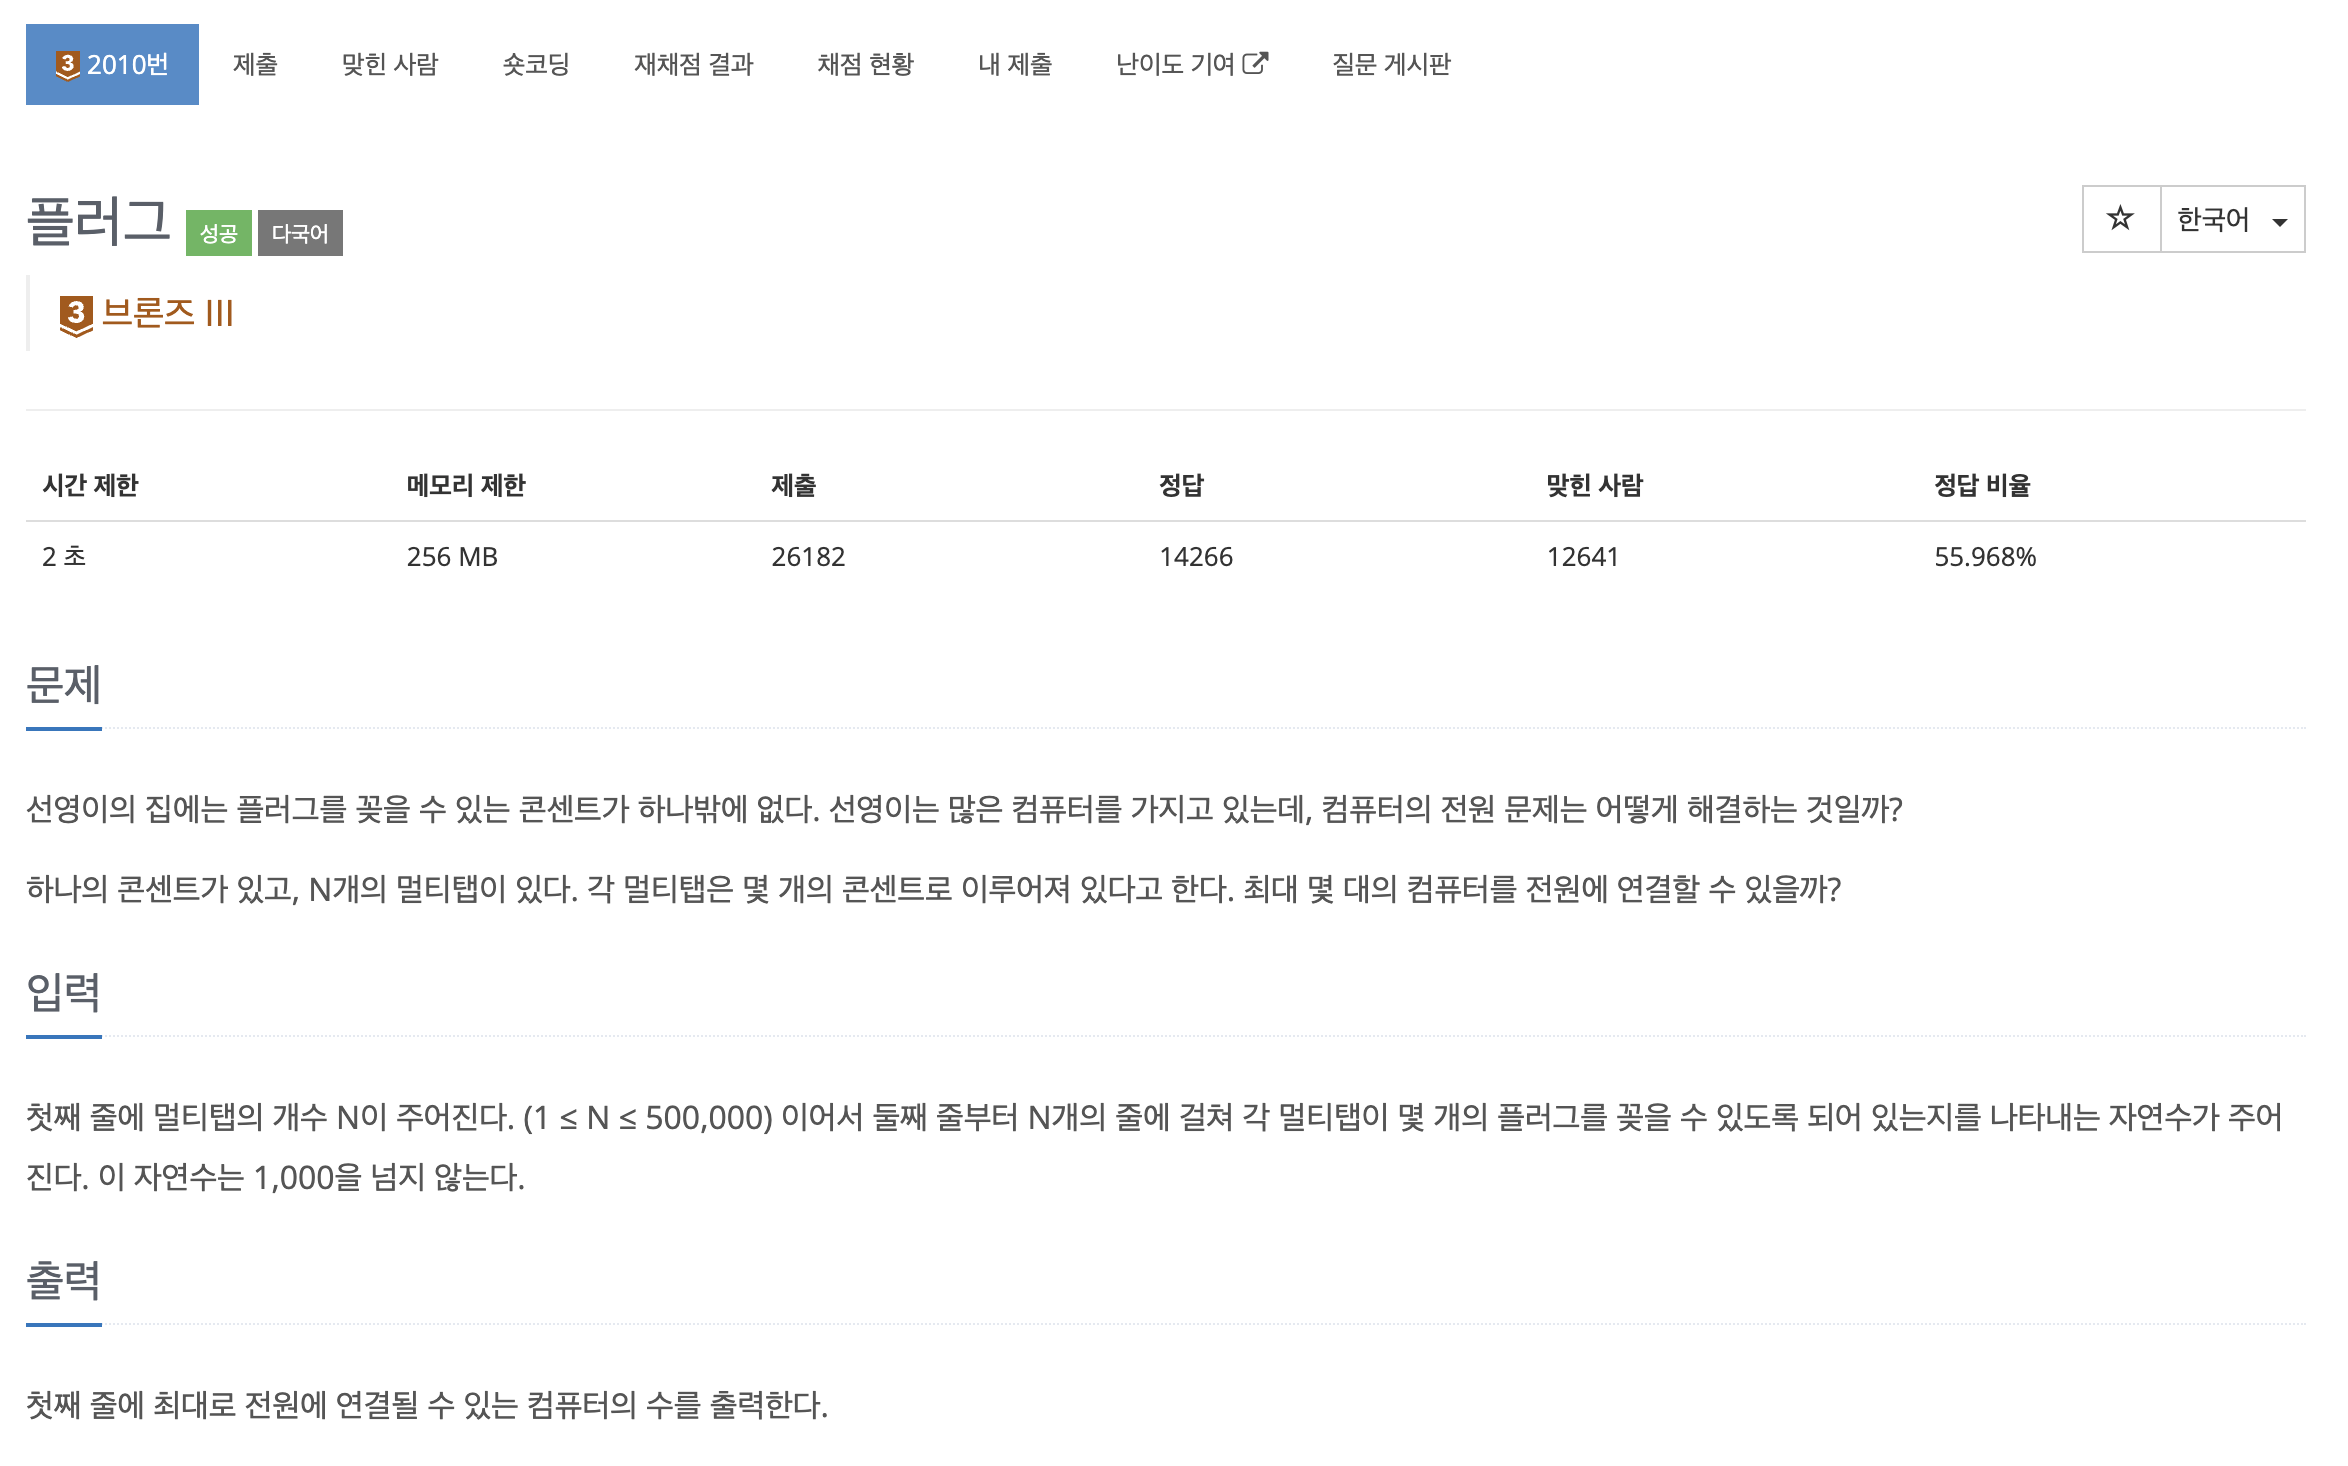 3 2010번 제출 맞힌 사람 숏코딩 재채점 결과 채점 현황 내 제출 난이도 기여 질문 게시판
플러그 성공 다국어 한국어
3 브론즈 III
시간 제한 메모리 제한 제출 정답 맞힌 사람 정답 비율
2 초 256 MB 26182 14266 12641 55.968%
문제
선영이의 집에는 플러그를 꽂을 수 있는 콘센트가 하나밖에 없다. 선영이는 많은 컴퓨터를 가지고 있는데, 컴퓨터의 전원 문제는 어떻게 해결하는 것일까?
하나의 콘센트가 있고, N개의 멀티탭이 있다. 각 멀티탭은 몇 개의 콘센트로 이루어져 있다고 한다. 최대 몇 대의 컴퓨터를 전원에 연결할 수 있을까?
입력
첫째 줄에 멀티탭의 개수 N이 주어진다. (1 ≤ N ≤ 500,000) 이어서 둘째 줄부터 N개의 줄에 걸쳐 각 멀티탭이 몇 개의 플러그를 꽂을 수 있도록 되어 있는지를 나타내는 자연수가 주어
진다. 이 자연수는 1,000을 넘지 않는다.
출력
첫째 줄에 최대로 전원에 연결될 수 있는 컴퓨터의 수를 출력한다.